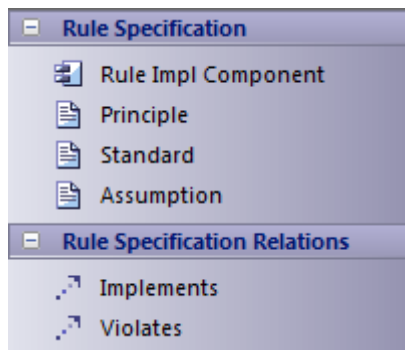 Rule Specification
Rule Impl Component
Principle
Standard
Assumption
Rule Specification Relations
Implements
Violates